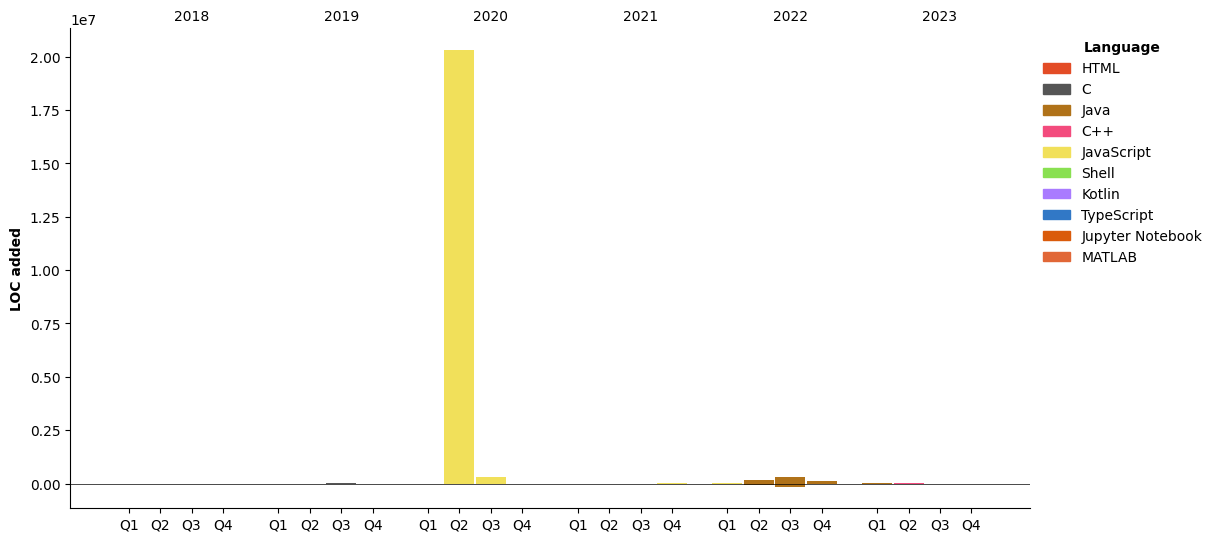 2018 2019 2020 2021 2022 2023
1e7
Language
HTML
C
Java
C++
JavaScript
Shell
Kotlin
TypeScript
Jupyter Notebook
MATLAB
LOC added
2.00
1.75
1.50
1.25
1.00
0.75
0.50
0.25
0.00
Q1 Q2 Q3 Q4 Q1 Q2 Q3 Q4 Q1 Q2 Q3 Q4 Q1 Q2 Q3 Q4 Q1 Q2 Q3 Q4 Q1 Q2 Q3 Q4